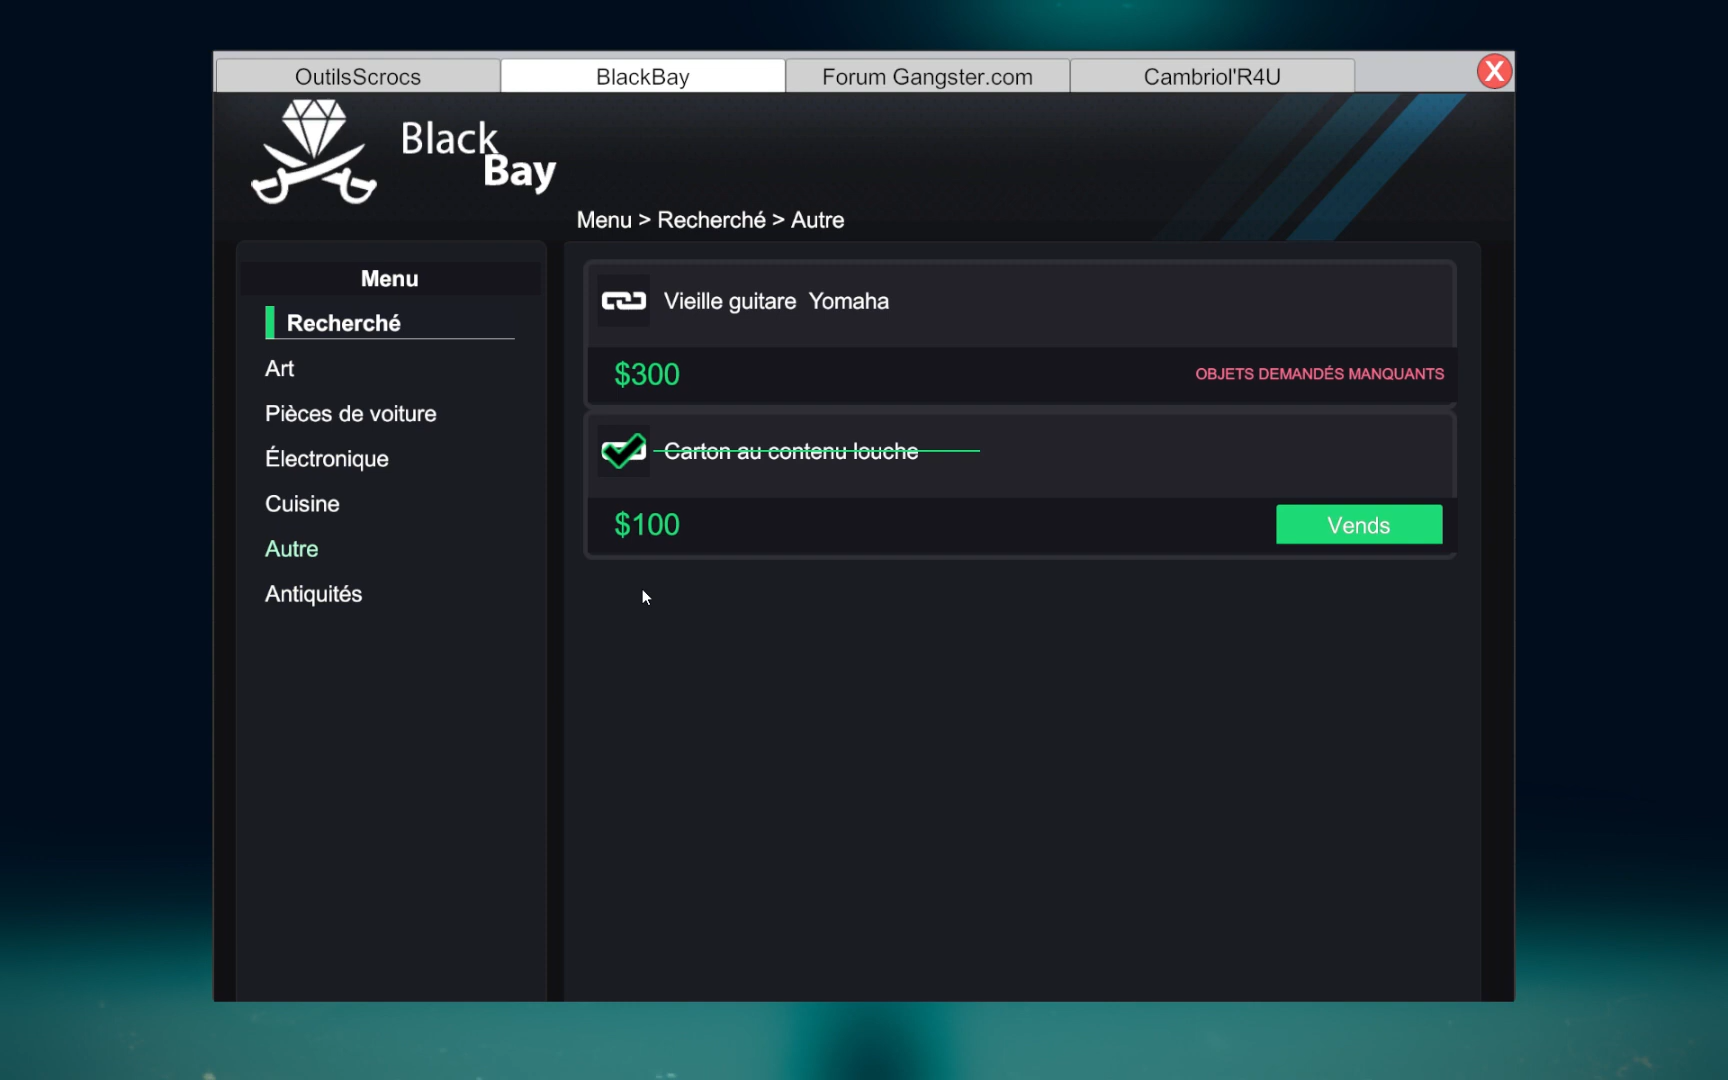 OutilsScrocs
BlackBay
Forum Gangster.com
Cambriol'R4U
X
Black
Bay
Menu > Recherché > Autre
Menu
Recherché
Art
Pièces de voiture
Électronique
Cuisine
Autre
Antiquités
Vieille guitare Yomaha
$300
OBJETS DEMANDÉS MANQUANTS
Carton au contenu louche
$100
Vends